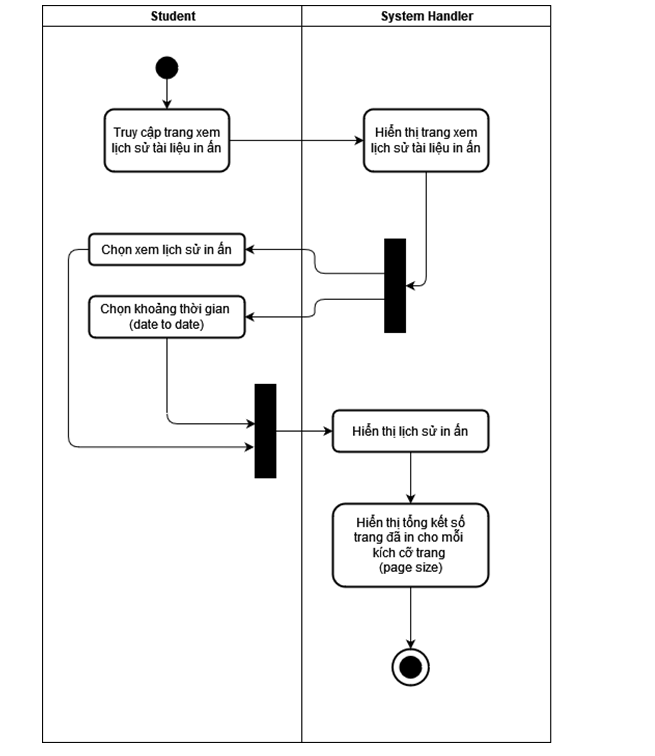 Student
System Handler
Truy cập trang xem
lịch sử tài liệu in ấn
Hiển thị trang xem
lịch sử tài liệu in ấn
Chọn xem lịch sử in ấn
Chọn khoảng thời gian
(date to date)
Hiển thị lịch sử in ấn
Hiển thị tổng kết số
trang đã in cho mỗi
kích cỡ trang
(page size)